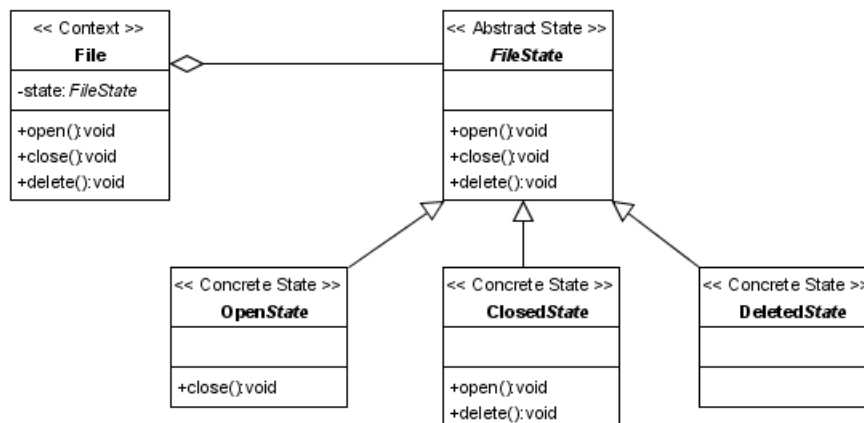 << Context >>
File
-state: FileState
+open():void
+close():void
+delete():void
<< Abstract State >>
FileState
+open():void
+close():void
+delete():void
<< Concrete State >>
OpenState
+close():void
<< Concrete State >>
ClosedState
+open():void
+delete():void
<< Concrete State >>
DeletedState